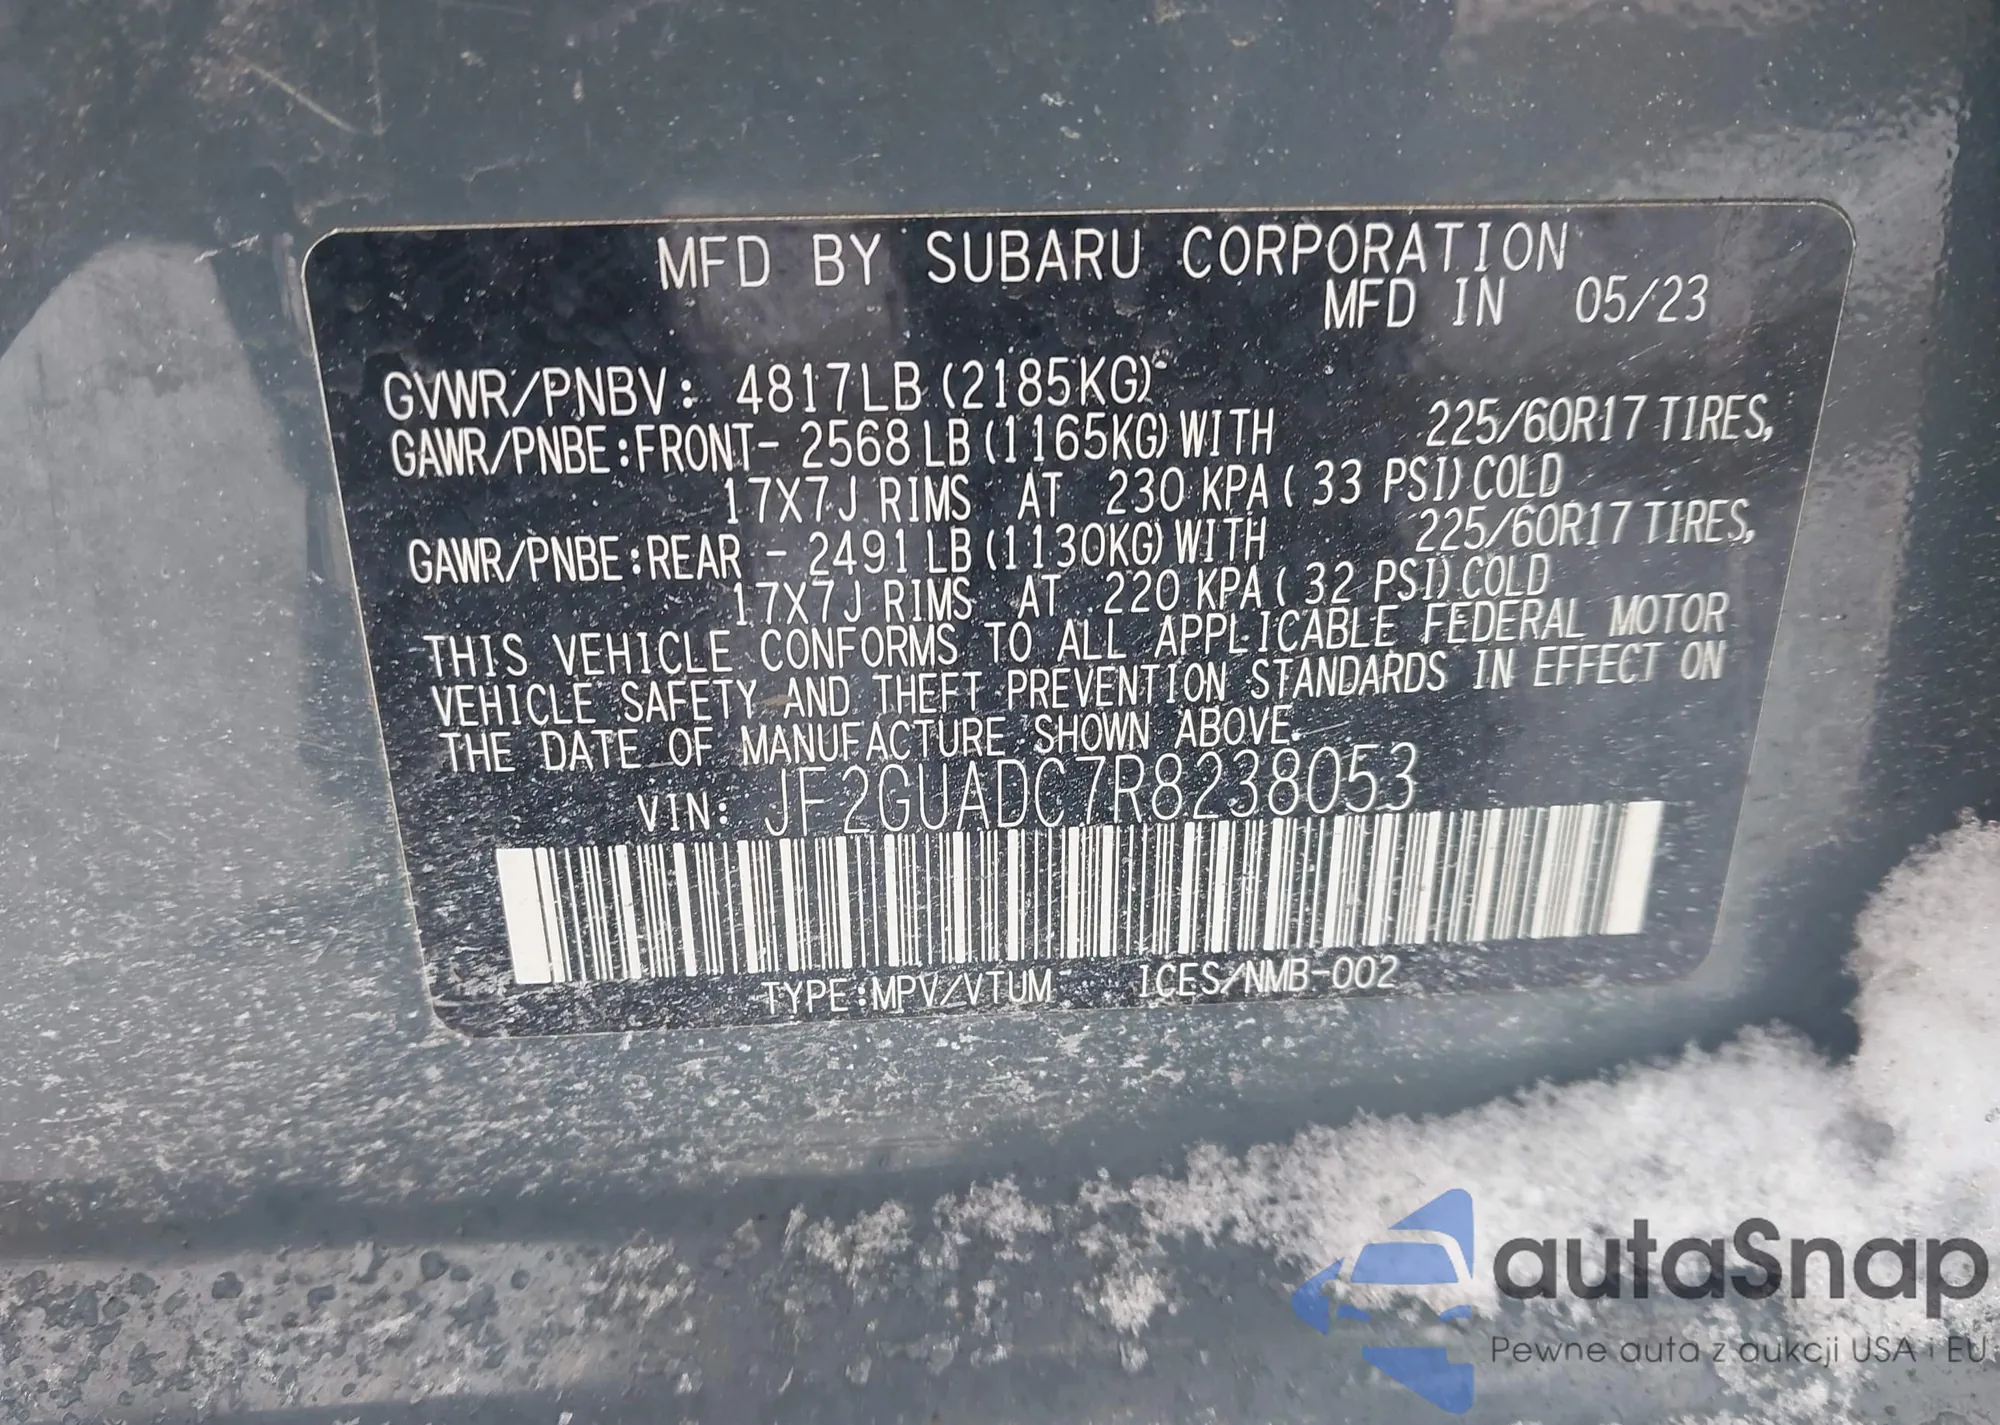 MFD BY SUBARU CORPORATION
MFD IN 05/23
GVWR/PNBV: 4817LB (2185KG)
GAWR/PNBE:FRONT- 2568 LB (1165KG) WITH 225/60R17 TIRES,
17X7J RIMS AT 230 KPA ( 33 PSI) COLD
GAWR/PNBE:REAR - 2491 LB (1130KG) WITH 225/60R17 TIRES,
17X7J RIMS AT 220 KPA ( 32 PSI) COLD
THIS VEHICLE CONFORMS TO ALL APPLICABLE FEDERAL MOTOR
VEHICLE SAFETY AND THEFT PREVENTION STANDARDS IN EFFECT ON
THE DATE OF MANUFACTURE SHOWN ABOVE.
VIN: JF2GUADC7R8238053
TYPE:MPV/VTUM ICES/NMB-002
autaSnap
Pewne auta z aukcji USA i EU